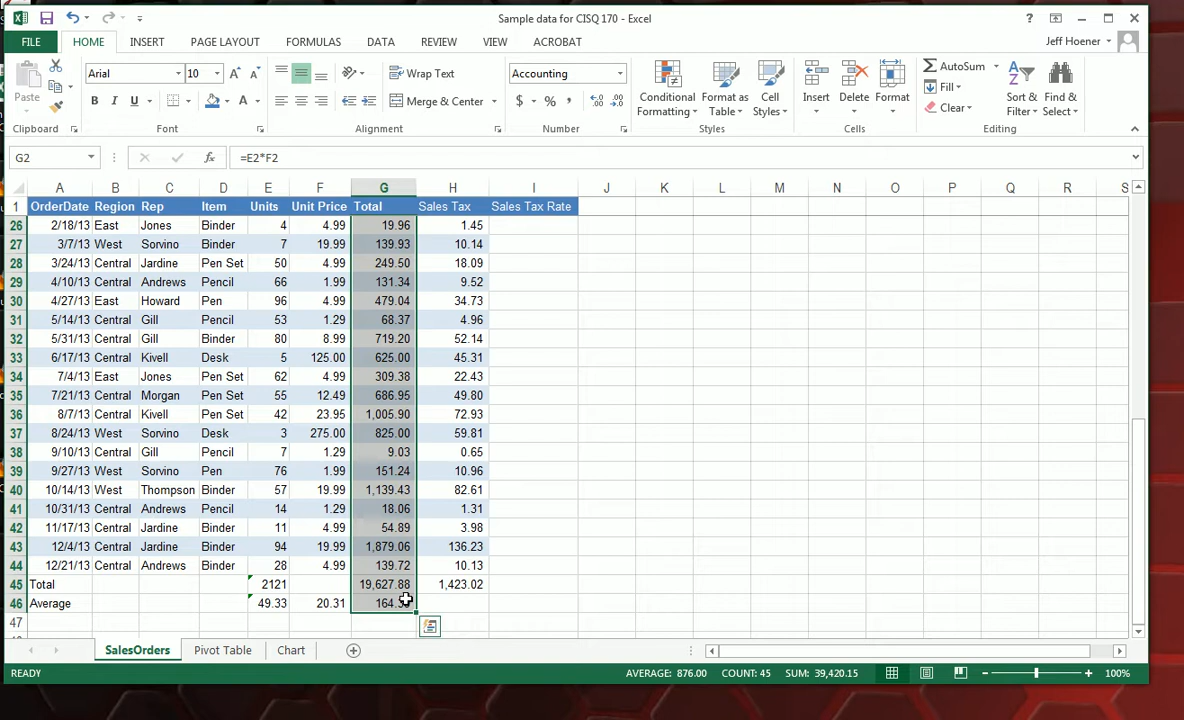 Sample data for CISQ 170 - Excel
?
FILE HOME INSERT PAGE LAYOUT FORMULAS DATA REVIEW VIEW ACROBAT Jeff Hoener
Paste Arial 10 Wrap Text Accounting Conditional Formatting Format as Table Cell Styles Insert Delete Format AutoSum Fill Clear Sort & Filter Find & Select
B I U A Merge & Center $ % ,
Clipboard Font Alignment Number Styles Cells Editing
G2 fx =E2*F2
A B C D E F G H I J K L M N O P Q R S
1 OrderDate Region Rep Item Units Unit Price Total Sales Tax Sales Tax Rate
26 2/18/13 East Jones Binder 4 4.99 19.96 1.45
27 3/7/13 West Sorvino Binder 7 19.99 139.93 10.14
28 3/24/13 Central Jardine Pen Set 50 4.99 249.50 18.09
29 4/10/13 Central Andrews Pencil 66 1.99 131.34 9.52
30 4/27/13 East Howard Pen 96 4.99 479.04 34.73
31 5/14/13 Central Gill Pencil 53 1.29 68.37 4.96
32 5/31/13 Central Gill Binder 80 8.99 719.20 52.14
33 6/17/13 Central Kivell Desk 5 125.00 625.00 45.31
34 7/4/13 East Jones Pen Set 62 4.99 309.38 22.43
35 7/21/13 Central Morgan Pen Set 55 12.49 686.95 49.80
36 8/7/13 Central Kivell Pen Set 42 23.95 1,005.90 72.93
37 8/24/13 West Sorvino Desk 3 275.00 825.00 59.81
38 9/10/13 Central Gill Pencil 7 1.29 9.03 0.65
39 9/27/13 West Sorvino Pen 76 1.99 151.24 10.96
40 10/14/13 West Thompson Binder 57 19.99 1,139.43 82.61
41 10/31/13 Central Andrews Pencil 14 1.29 18.06 1.31
42 11/17/13 Central Jardine Binder 11 4.99 54.89 3.98
43 12/4/13 Central Jardine Binder 94 19.99 1,879.06 136.23
44 12/21/13 Central Andrews Binder 28 4.99 139.72 10.13
45 Total 2121 19,627.88 1,423.02
46 Average 49.33 20.31
47
SalesOrders Pivot Table Chart
READY AVERAGE: 876.00 COUNT: 45 SUM: 39,420.15 100%